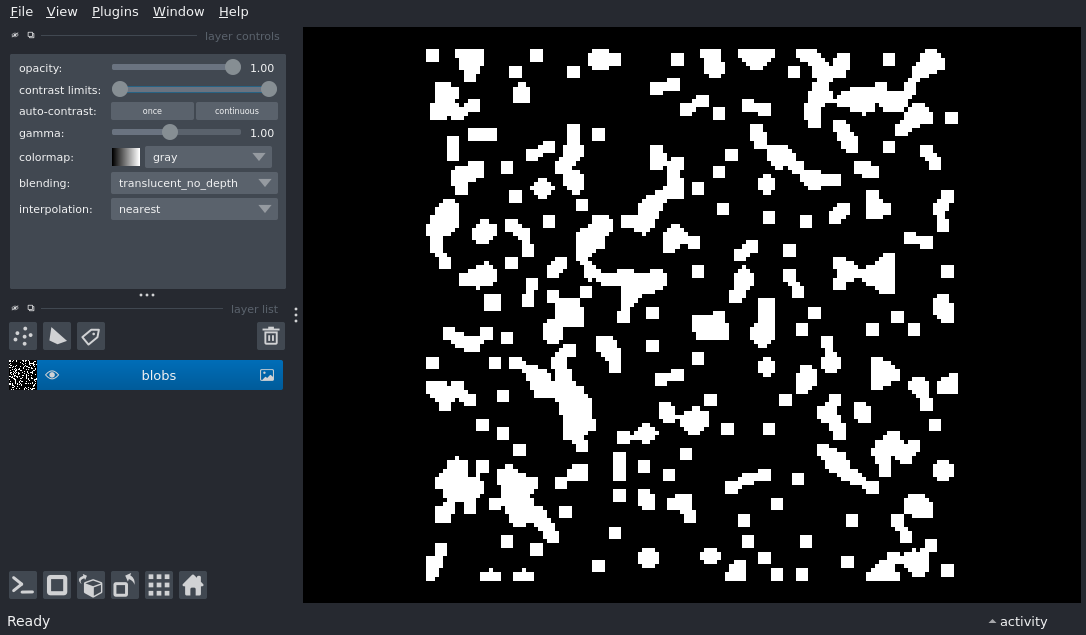 File View Plugins Window Help
layer controls
opacity: 1.00
contrast limits:
auto-contrast: once continuous
gamma: 1.00
colormap: gray
blending: translucent_no_depth
interpolation: nearest
layer list
blobs
Ready activity